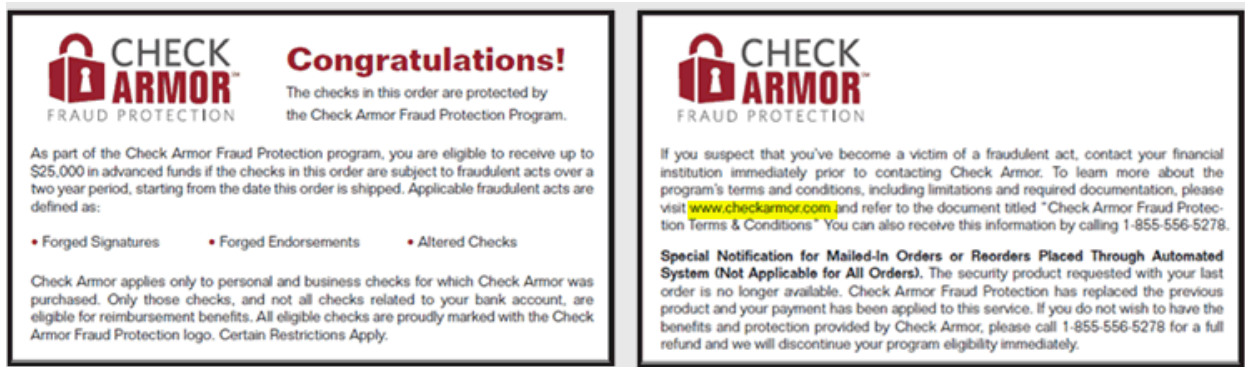 CHECK
ARMOR™
FRAUD PROTECTION
Congratulations!
The checks in this order are protected by
the Check Armor Fraud Protection Program.
As part of the Check Armor Fraud Protection program, you are eligible to receive up to
$25,000 in advanced funds if the checks in this order are subject to fraudulent acts over a
two year period, starting from the date this order is shipped. Applicable fraudulent acts are
defined as:
• Forged Signatures • Forged Endorsements • Altered Checks
Check Armor applies only to personal and business checks for which Check Armor was
purchased. Only those checks, and not all checks related to your bank account, are
eligible for reimbursement benefits. All eligible checks are proudly marked with the Check
Armor Fraud Protection logo. Certain Restrictions Apply.
CHECK
ARMOR™
FRAUD PROTECTION
If you suspect that you've become a victim of a fraudulent act, contact your financial
institution immediately prior to contacting Check Armor. To learn more about the
program's terms and conditions, including limitations and required documentation, please
visit www.checkarmor.com and refer to the document titled "Check Armor Fraud Protec-
tion Terms & Conditions" You can also receive this information by calling 1-855-556-5278.
Special Notification for Mailed-In Orders or Reorders Placed Through Automated
System (Not Applicable for All Orders). The security product requested with your last
order is no longer available. Check Armor Fraud Protection has replaced the previous
product and your payment has been applied to this service. If you do not wish to have the
benefits and protection provided by Check Armor, please call 1-855-556-5278 for a full
refund and we will discontinue your program eligibility immediately.